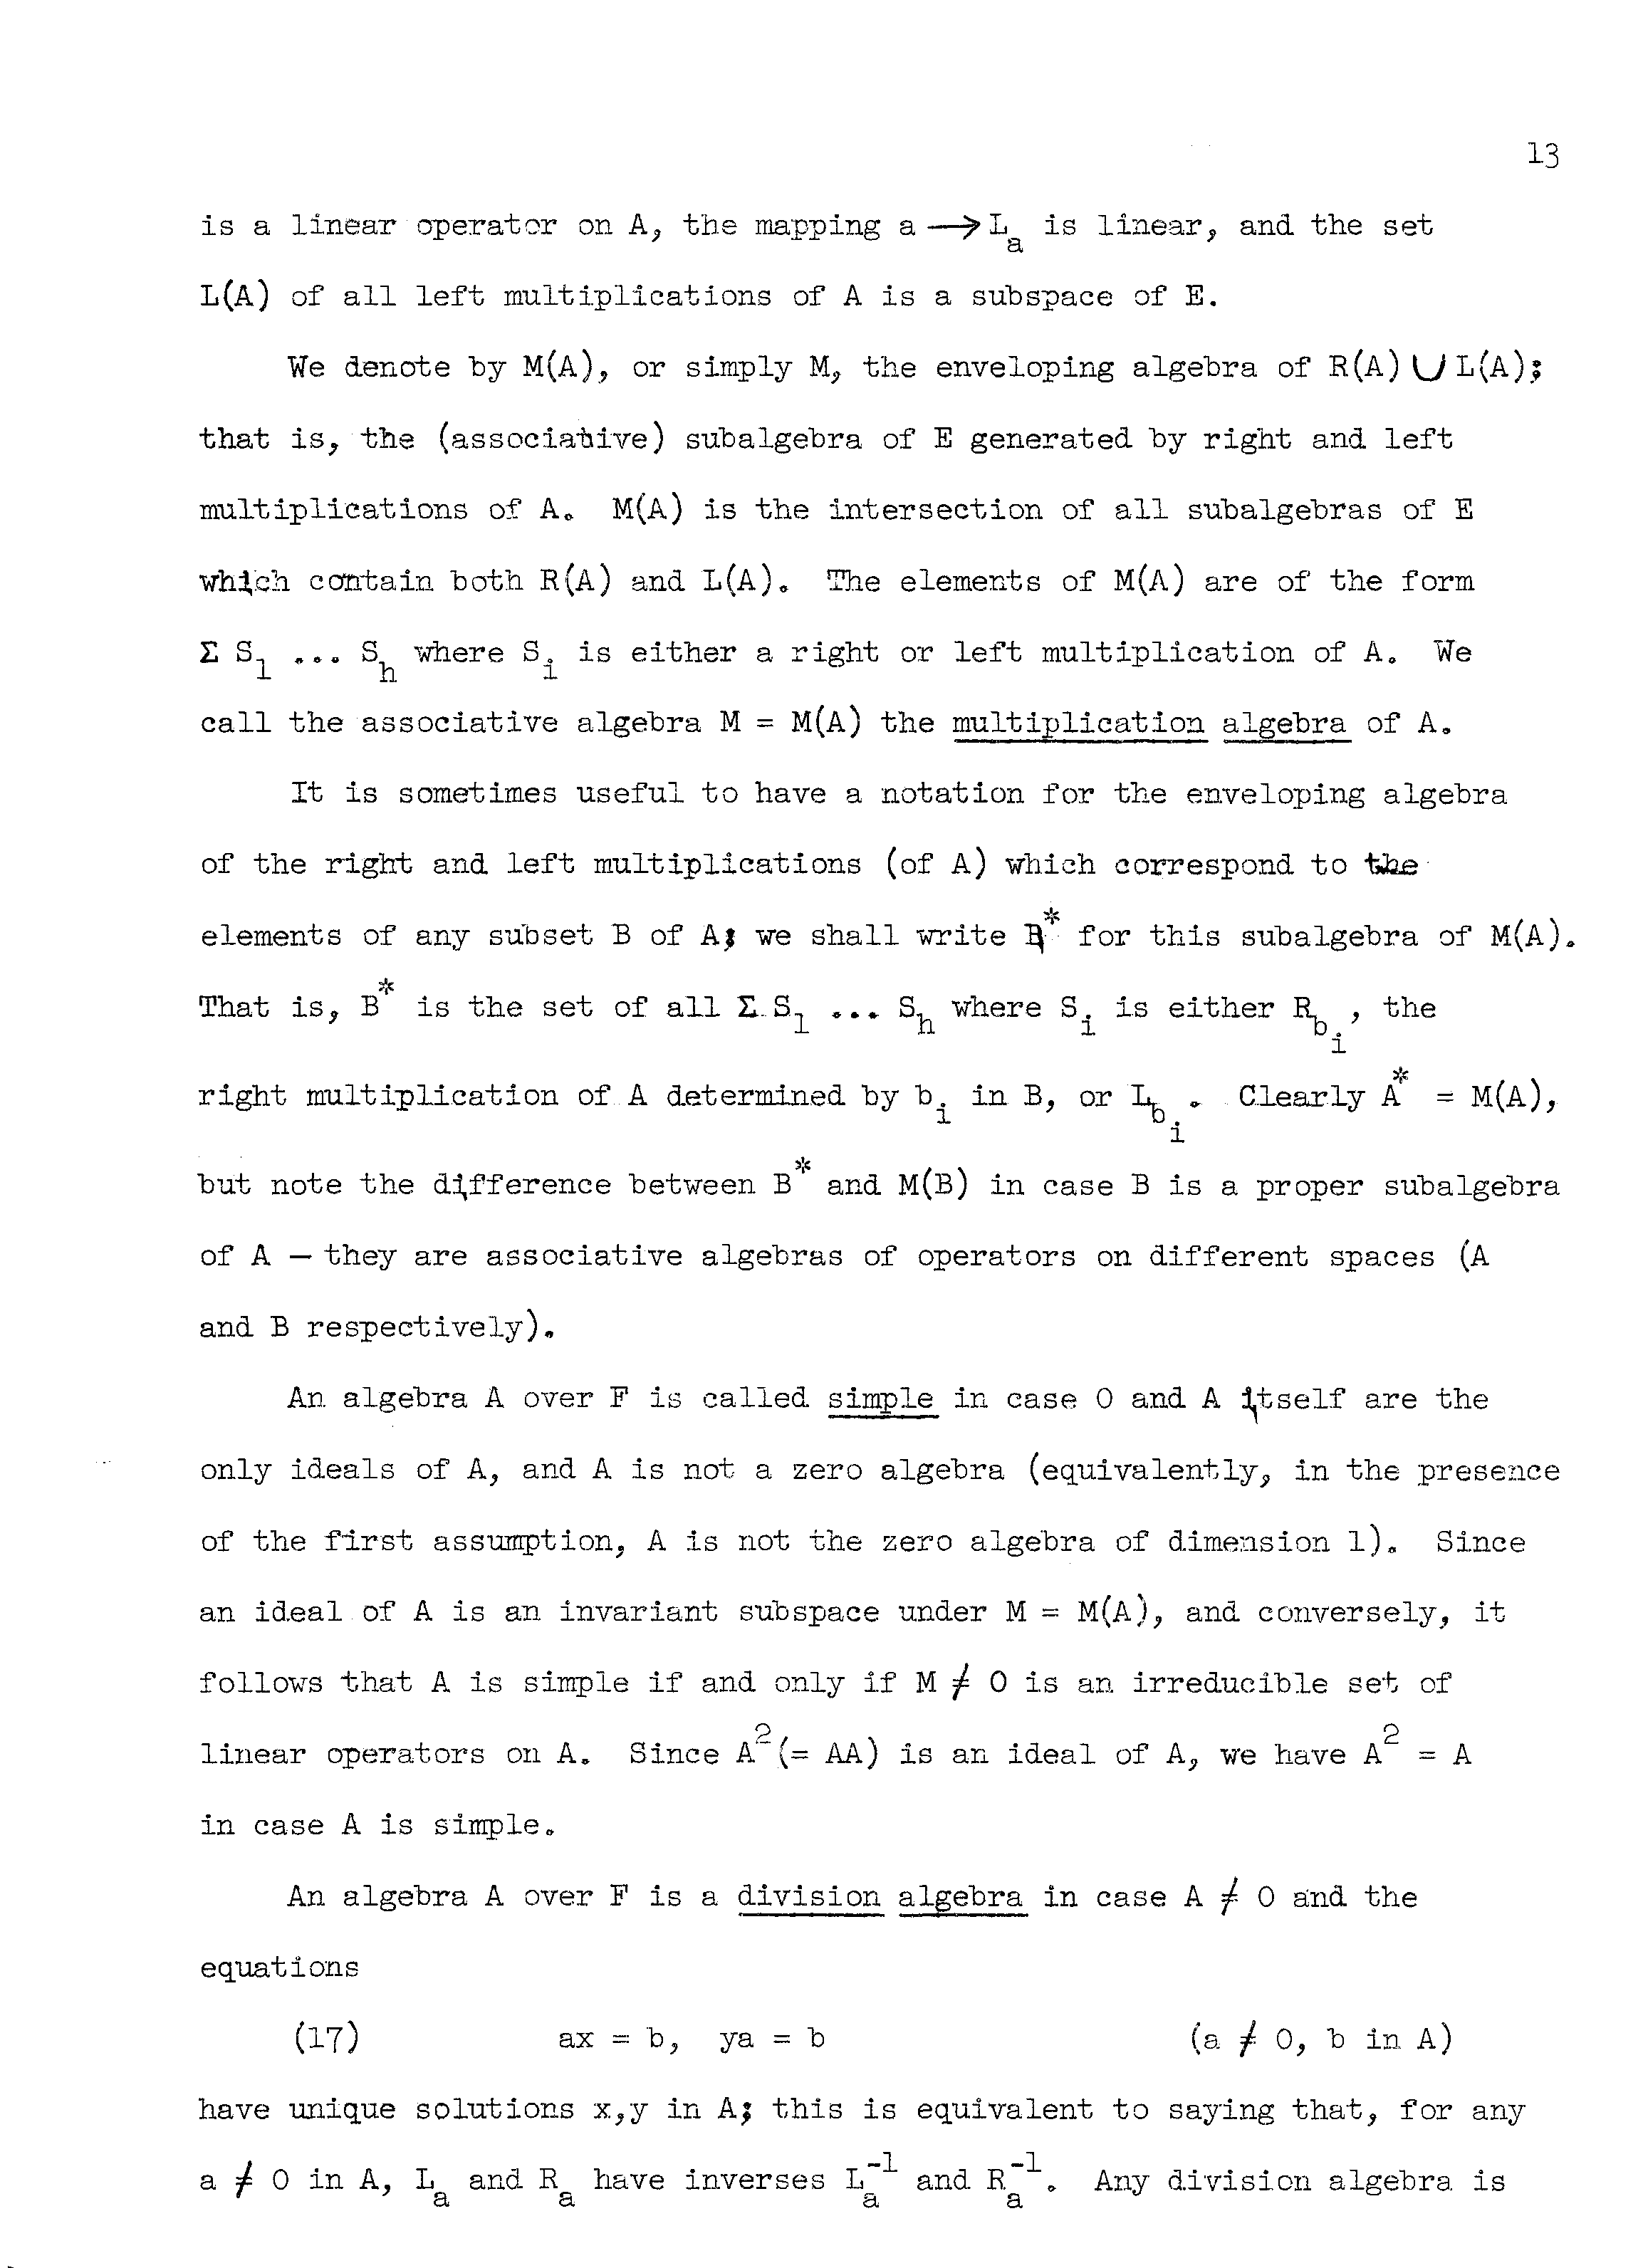 13
is a linear operator on A, the mapping a → L_a is linear, and the set
L(A) of all left multiplications of A is a subspace of E.
We denote by M(A), or simply M, the enveloping algebra of R(A) ∪ L(A);
that is, the (associative) subalgebra of E generated by right and left
multiplications of A. M(A) is the intersection of all subalgebras of E
which contain both R(A) and L(A). The elements of M(A) are of the form
Σ S_1 ... S_h where S_i is either a right or left multiplication of A. We
call the associative algebra M = M(A) the multiplication algebra of A.
It is sometimes useful to have a notation for the enveloping algebra
of the right and left multiplications (of A) which correspond to the
elements of any subset B of A; we shall write B^* for this subalgebra of M(A).
That is, B^* is the set of all Σ S_1 ... S_h where S_i is either R_{b_i}, the
right multiplication of A determined by b_i in B, or L_{b_i}. Clearly A^* = M(A),
but note the difference between B^* and M(B) in case B is a proper subalgebra
of A — they are associative algebras of operators on different spaces (A
and B respectively).
An algebra A over F is called simple in case 0 and A itself are the
only ideals of A, and A is not a zero algebra (equivalently, in the presence
of the first assumption, A is not the zero algebra of dimension 1). Since
an ideal of A is an invariant subspace under M = M(A), and conversely, it
follows that A is simple if and only if M ≠ 0 is an irreducible set of
linear operators on A. Since A^2 (= AA) is an ideal of A, we have A^2 = A
in case A is simple.
An algebra A over F is a division algebra in case A ≠ 0 and the
equations
(17) ax = b, ya = b (a ≠ 0, b in A)
have unique solutions x,y in A; this is equivalent to saying that, for any
a ≠ 0 in A, L_a and R_a have inverses L_a^{-1} and R_a^{-1}. Any division algebra is